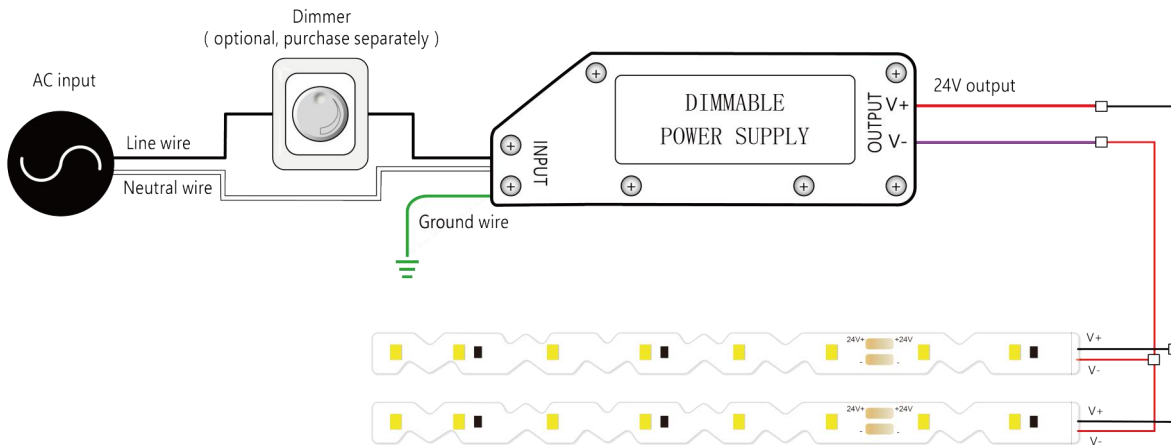 Dimmer
( optional, purchase separately )
AC input
Line wire
Neutral wire
Ground wire
INPUT
DIMMABLE
POWER SUPPLY
OUTPUT
V+
V-
24V output
24V+ +24V
- -
V+
V-
24V+ +24V
- -
V+
V-